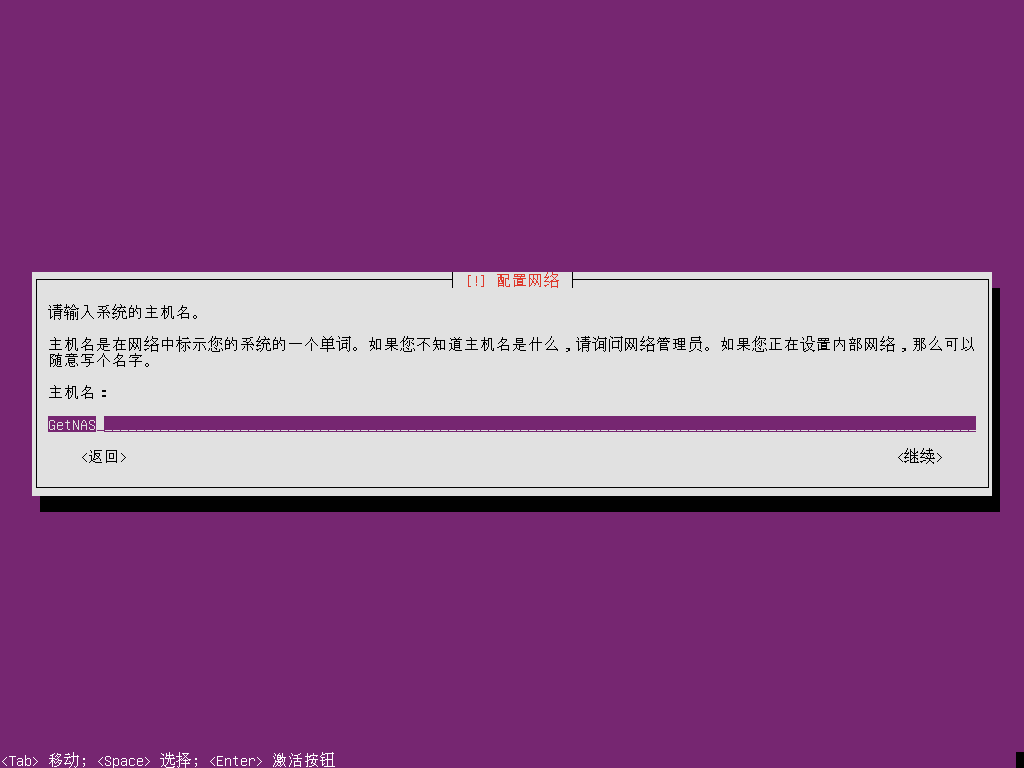 [!] 配置网络
请输入系统的主机名。
主机名是在网络中标示您的系统的一个单词。如果您不知道主机名是什么，请询问网络管理员。如果您正在设置内部网络，那么可以
随意写个名字。
主机名：
GetNAS
<返回> <继续>
<Tab> 移动; <Space> 选择; <Enter> 激活按钮